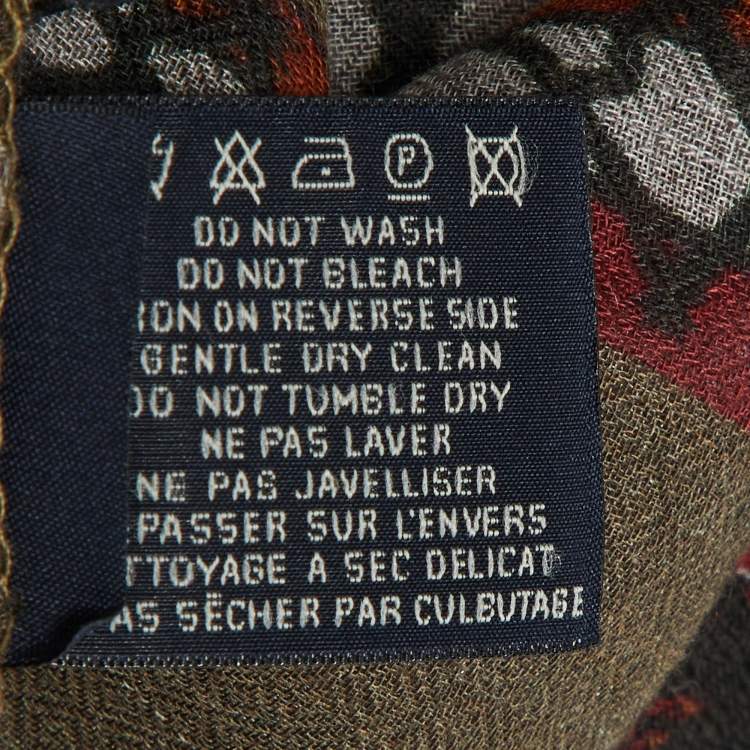 P
DO NOT WASH
DO NOT BLEACH
RON ON REVERSE SIDE
GENTLE DRY CLEAN
DO NOT TUMBLE DRY
NE PAS LAVER
NE PAS JAVELLISER
PASSER SUR L'ENVERS
TTOYAGE A SEC DELICAT
AS SËCHER PAR CULBUTAGE